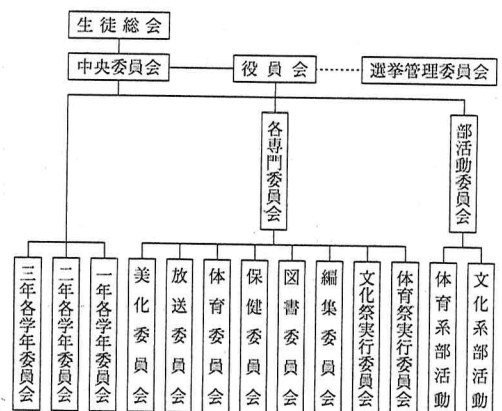 生徒総会
中央委員会
役員会
選挙管理委員会
各専門委員会
部活動委員会
三年各学年委員会
二年各学年委員会
一年各学年委員会
美化委員会
放送委員会
体育委員会
保健委員会
図書委員会
編集委員会
文化祭実行委員会
体育祭実行委員会
体育系部活動
文化系部活動